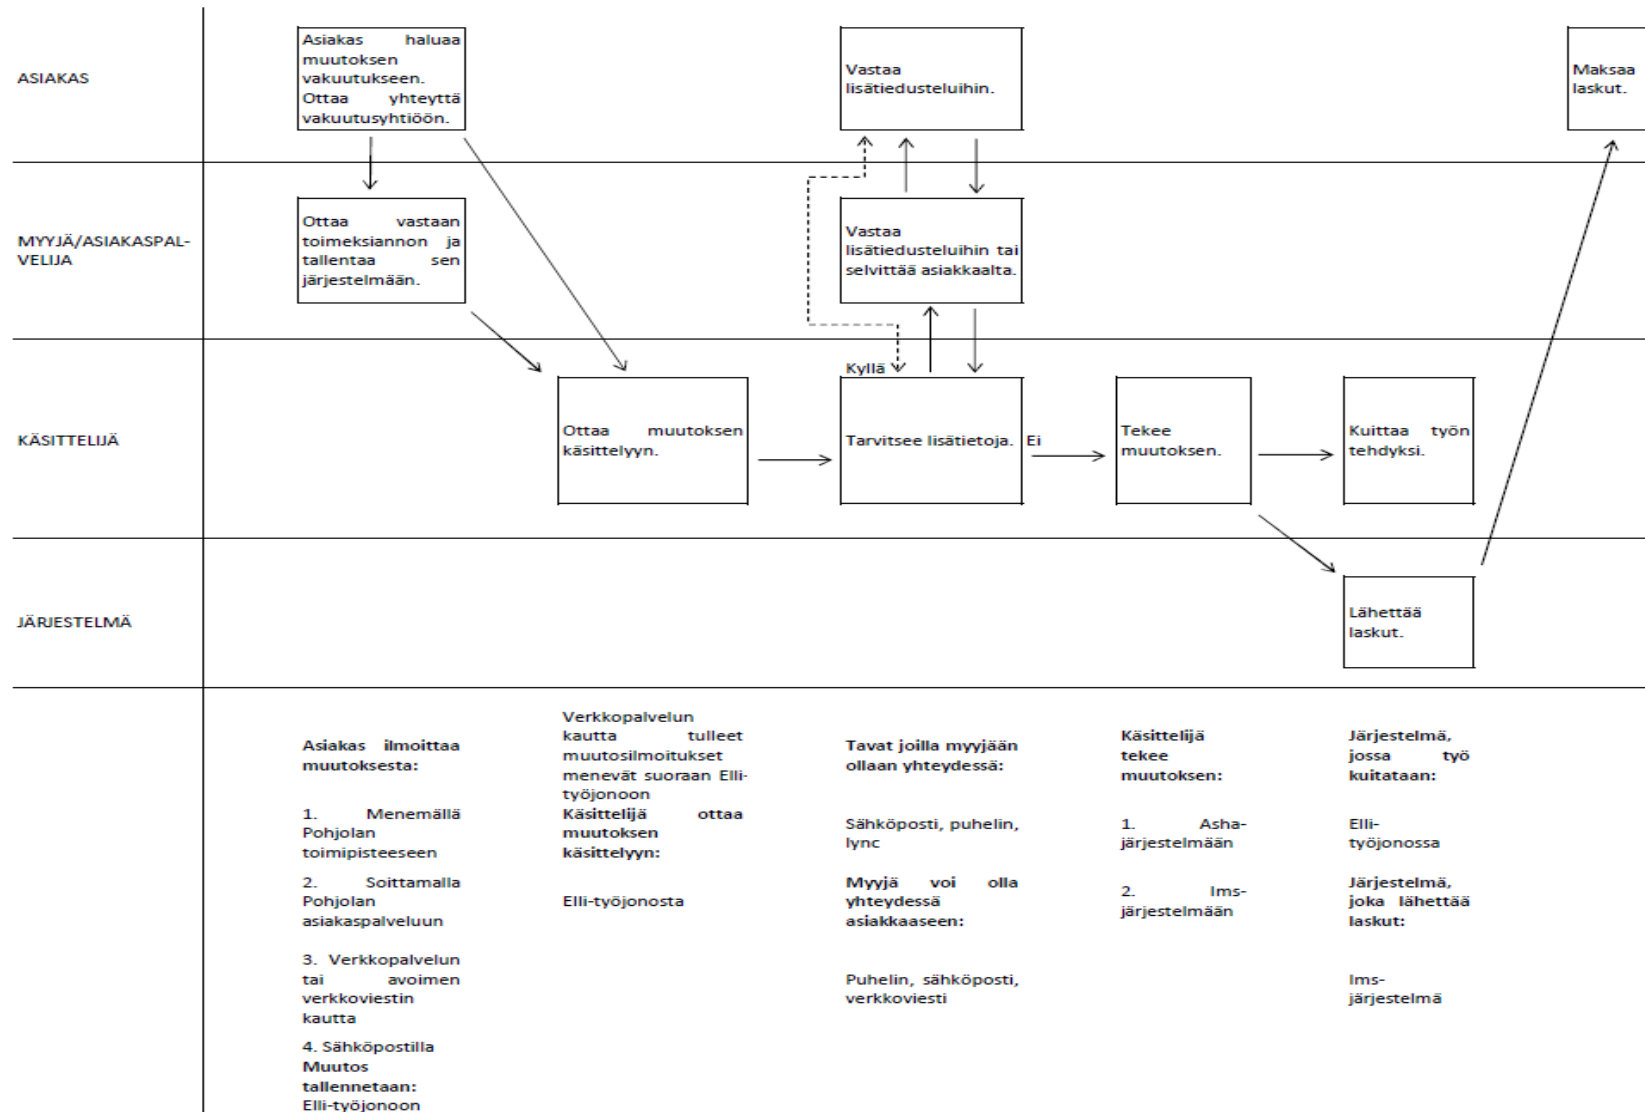 ASIAKAS
Asiakas haluaa
muutoksen
vakuutukseen.
Ottaa yhteyttä
vakuutusyhtiöön.
Vastaa
lisätiedusteluihin.
Maksaa
laskut.
MYYJÄ/ASIAKASPAL-
VELIJA
Ottaa vastaan
toimeksiannon ja
tallentaa sen
järjestelmään.
Vastaa
lisätiedusteluihin tai
selvittää asiakkaalta.
KÄSITTELIJÄ
Ottaa muutoksen
käsittelyyn.
Kyllä
Tarvitsee lisätietoja.
Ei
Tekee
muutoksen.
Kuittaa työn
tehdyksi.
JÄRJESTELMÄ
Lähettää
laskut.
Asiakas ilmoittaa
muutoksesta:
1. Menemällä
Pohjolan
toimipisteeseen
2. Soittamalla
Pohjolan
asiakaspalveluun
3. Verkkopalvelun
tai avoimen
verkkoviestin
kautta
4. Sähköpostilla
Muutos
tallennetaan:
Elli-työjonoon
Verkkopalvelun
kautta tulleet
muutosilmoitukset
menevät suoraan Elli-
työjonoon
Käsittelijä ottaa
muutoksen
käsittelyyn:
Elli-työjonosta
Tavat joilla myyjään
ollaan yhteydessä:
Sähköposti, puhelin,
lync
Myyjä voi olla
yhteydessä
asiakkaaseen:
Puhelin, sähköposti,
verkkoviesti
Käsittelijä
tekee
muutoksen:
1. Asha-
järjestelmään
2. Ims-
järjestelmään
Järjestelmä,
jossa työ
kuitataan:
Elli-
työjonossa
Järjestelmä,
joka lähettää
laskut:
Ims-
järjestelmä